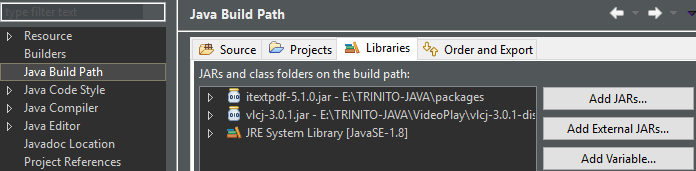 type filter text
Resource
Builders
Java Build Path
Java Code Style
Java Compiler
Java Editor
Javadoc Location
Project References
Java Build Path
Source
Projects
Libraries
Order and Export
JARs and class folders on the build path:
itextpdf-5.1.0.jar - E:\TRINITO-JAVA\packages
vlcj-3.0.1.jar - E:\TRINITO-JAVA\VideoPlay\vlcj-3.0.1-dis
JRE System Library [JavaSE-1.8]
Add JARs...
Add External JARs...
Add Variable...